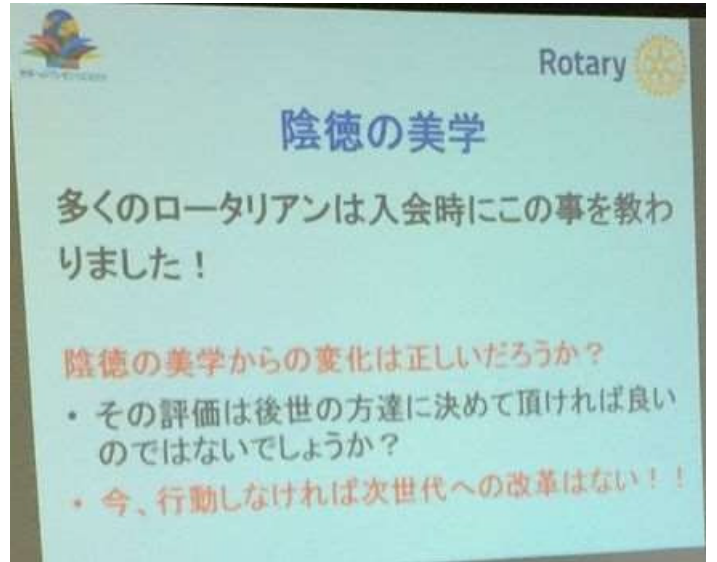 Rotary
陰徳の美学
多くのロータリアンは入会時にこの事を教わ
りました！
陰徳の美学からの変化は正しいだろうか？
・その評価は後世の方達に決めて頂ければ良い
のではないでしょうか？
・今、行動しなければ次世代への改革はない！！